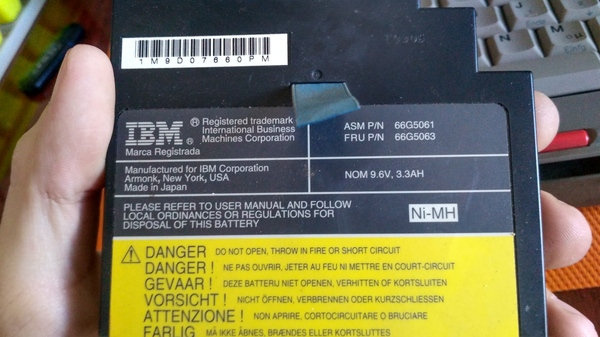 1M9D07660PM
IBM ®
Marca Registrada
® Registered trademark
International Business
Machines Corporation
ASM P/N 66G5061
FRU P/N 66G5063
Manufactured for IBM Corporation
Armonk, New York, USA
Made in Japan
NOM 9.6V, 3.3AH
PLEASE REFER TO USER MANUAL AND FOLLOW
LOCAL ORDINANCES OR REGULATIONS FOR
DISPOSAL OF THIS BATTERY
Ni-MH
DANGER DO NOT OPEN, THROW IN FIRE OR SHORT CIRCUIT
DANGER ! NE PAS OUVRIR, JETER AU FEU NI METTRE EN COURT-CIRCUIT
GEVAAR ! DEZE BATTERIJ NIET OPENEN, VERHITTEN OF KORTSLUITEN
VORSICHT ! NICHT ÖFFNEN, VERBRENNEN ODER KURZSCHLIESSEN
ATTENZIONE ! NON APRIRE, CORTOCIRCUITARE O BRUCIARE
FARLIG MÅ IKKE ÅBNES, BRÆNDES ELLER KORTSLUTTES